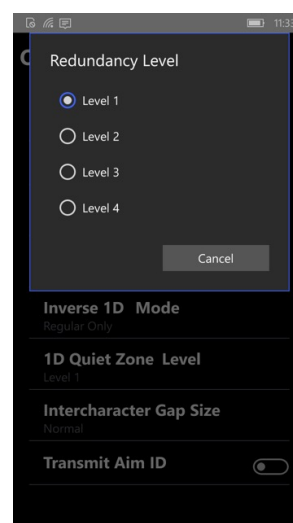 11:33
Redundancy Level
Level 1
Level 2
Level 3
Level 4
Cancel
Inverse 1D Mode
Regular Only
1D Quiet Zone Level
Level 1
Intercharacter Gap Size
Normal
Transmit Aim ID